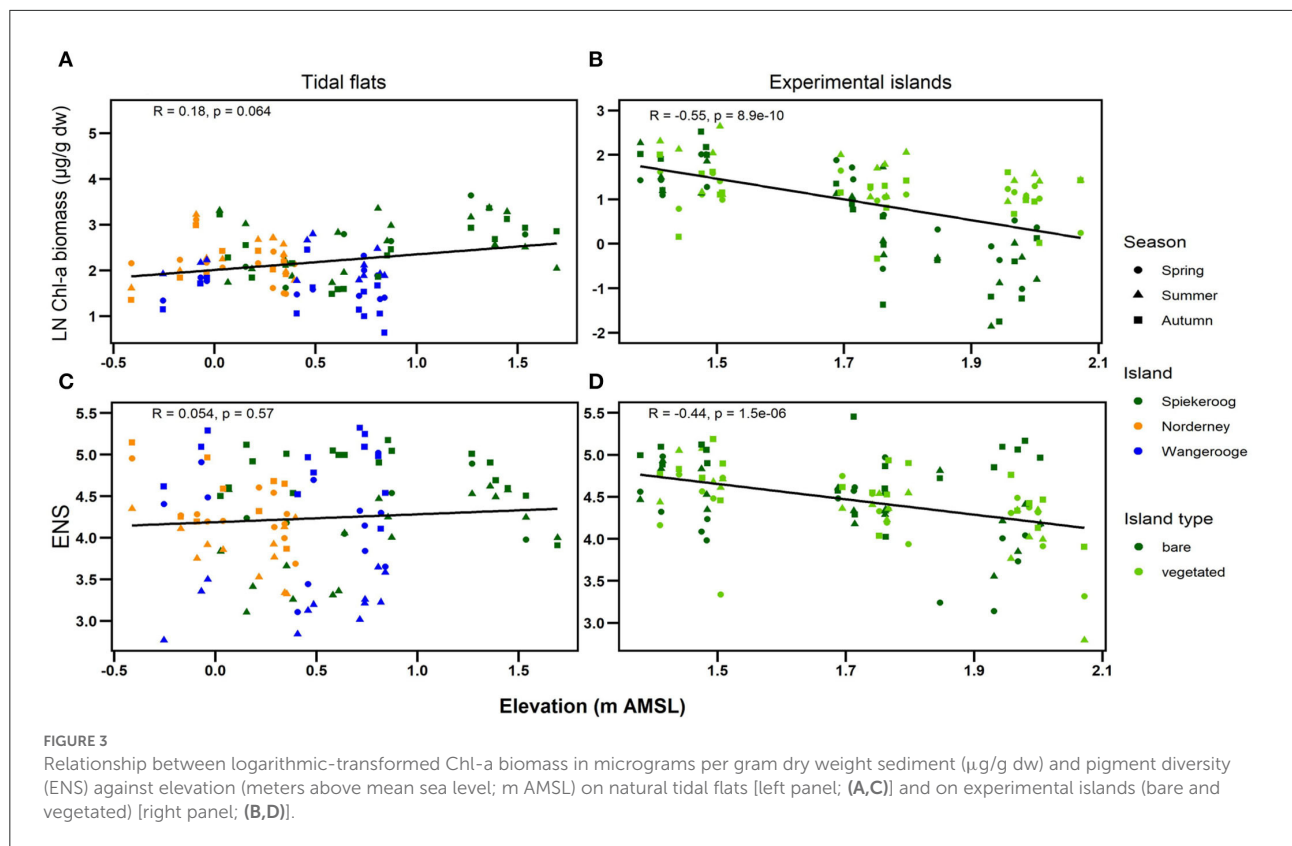 A
Tidal flats
R = 0.18, p = 0.064
LN Chl-a biomass (µg/g dw)
5
4
3
2
1
-0.5
0.0
0.5
1.0
1.5
B
Experimental islands
R = -0.55, p = 8.9e-10
3
2
1
0
-1
-2
1.5
1.7
1.9
2.1
C
R = 0.054, p = 0.57
ENS
5.5
5.0
4.5
4.0
3.5
3.0
-0.5
0.0
0.5
1.0
1.5
D
R = -0.44, p = 1.5e-06
5.5
5.0
4.5
4.0
3.5
3.0
1.5
1.7
1.9
2.1
Elevation (m AMSL)
Season
Spring
Summer
Autumn
Island
Spiekeroog
Norderney
Wangerooge
Island type
bare
vegetated
FIGURE 3
Relationship between logarithmic-transformed Chl-a biomass in micrograms per gram dry weight sediment (µg/g dw) and pigment diversity
(ENS) against elevation (meters above mean sea level; m AMSL) on natural tidal flats [left panel; (A,C)] and on experimental islands (bare and
vegetated) [right panel; (B,D)].